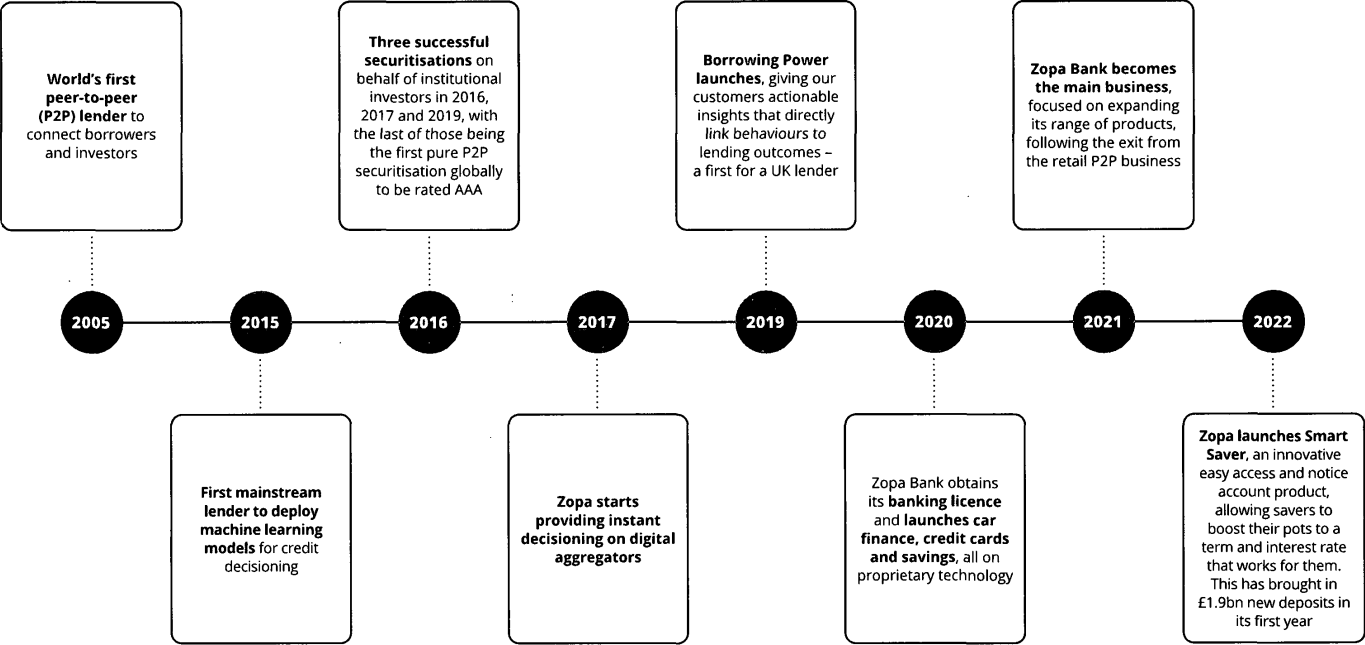 World's first
peer-to-peer
(P2P) lender to
connect borrowers
and investors
Three successful
securitisations on
behalf of institutional
investors in 2016,
2017 and 2019, with
the last of those being
the first pure P2P
securitisation globally
to be rated AAA
Borrowing Power
launches, giving our
customers actionable
insights that directly
link behaviours to
lending outcomes –
a first for a UK lender
Zopa Bank becomes
the main business,
focused on expanding
its range of products,
following the exit from
the retail P2P business
2005
2015
2016
2017
2019
2020
2021
2022
First mainstream
lender to deploy
machine learning
models for credit
decisioning
Zopa starts
providing instant
decisioning on digital
aggregators
Zopa Bank obtains
its banking licence
and launches car
finance, credit cards
and savings, all on
proprietary technology
Zopa launches Smart
Saver, an innovative
easy access and notice
account product,
allowing savers to
boost their pots to a
term and interest rate
that works for them.
This has brought in
£1.9bn new deposits in
its first year